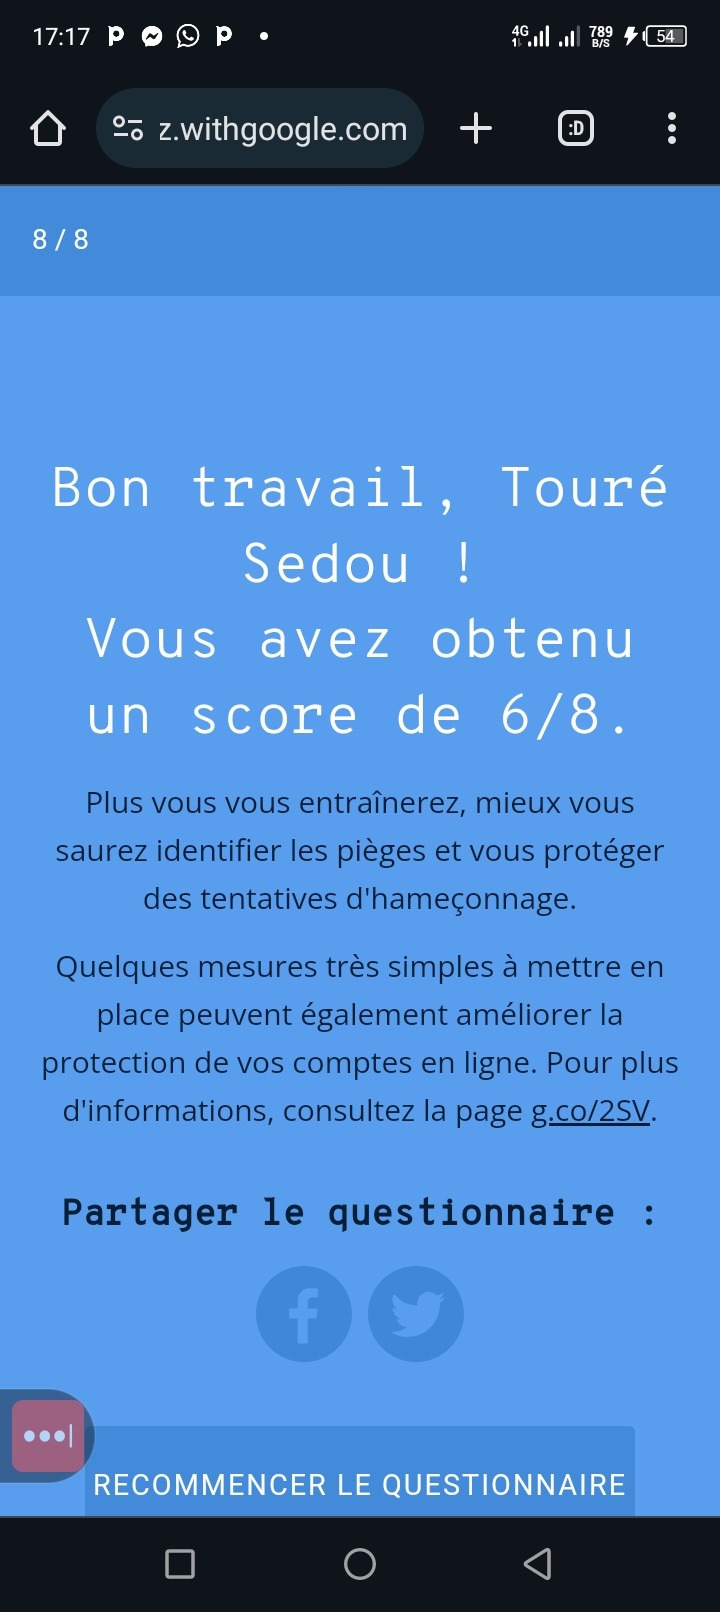 17:17
4G
789
B/S
54
z.withgoogle.com
:D
8 / 8
Bon travail, Touré
Sedou !
Vous avez obtenu
un score de 6/8.
Plus vous vous entraînerez, mieux vous
saurez identifier les pièges et vous protéger
des tentatives d'hameçonnage.
Quelques mesures très simples à mettre en
place peuvent également améliorer la
protection de vos comptes en ligne. Pour plus
d'informations, consultez la page g.co/2SV.
Partager le questionnaire :
RECOMMENCER LE QUESTIONNAIRE